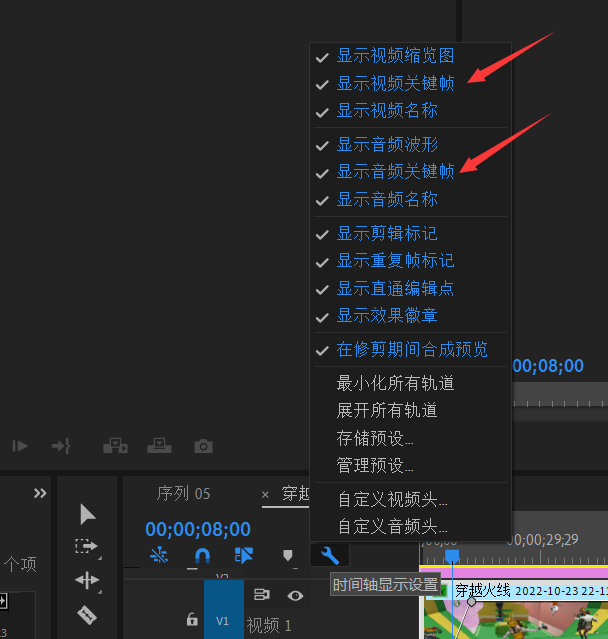 显示视频缩览图
显示视频关键帧
显示视频名称
显示音频波形
显示音频关键帧
显示音频名称
显示剪辑标记
显示重复帧标记
显示直通编辑点
显示效果徽章
在修剪期间合成预览
00;08;00
最小化所有轨道
展开所有轨道
存储预设...
管理预设...
自定义视频头...
自定义音频头...
序列 05
× 穿越
00;00;08;00
00;00;29;29
个项
时间轴显示设置
穿越火线 2022-10-23 22-1
V1
视频 1